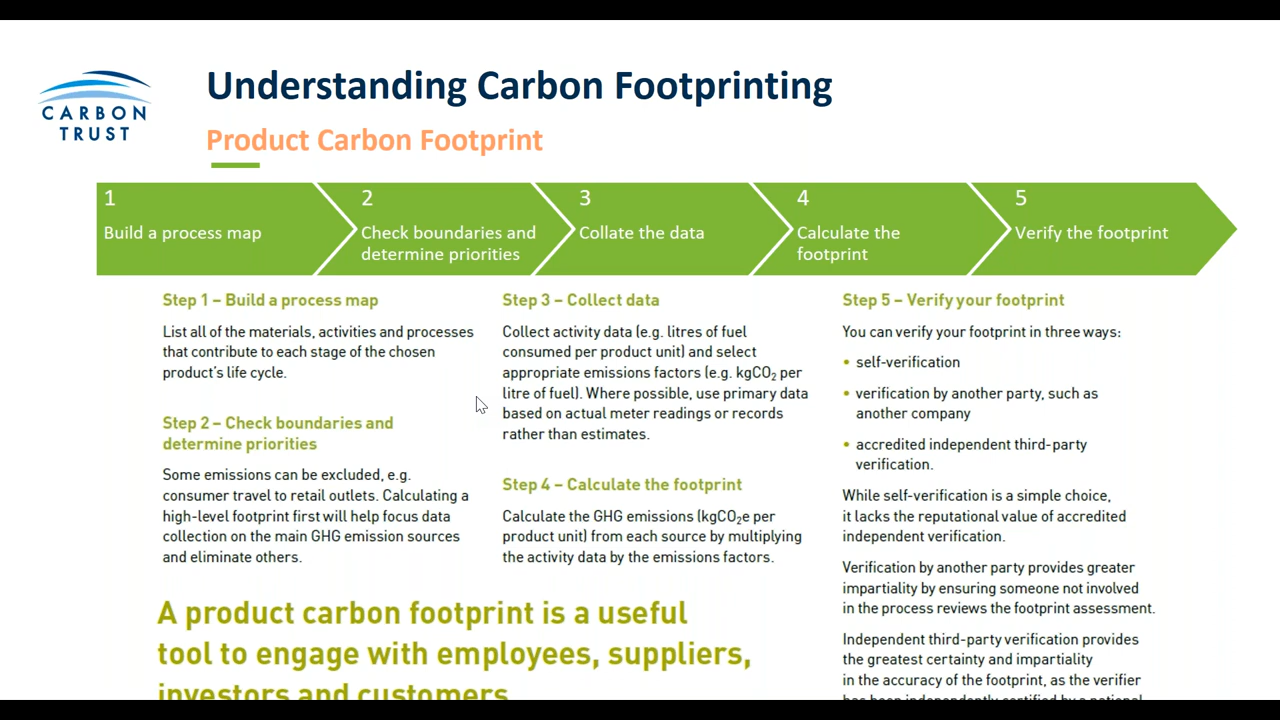 CARBON
TRUST
Understanding Carbon Footprinting
Product Carbon Footprint
1
Build a process map
2
Check boundaries and
determine priorities
3
Collate the data
4
Calculate the
footprint
5
Verify the footprint
Step 1 – Build a process map
List all of the materials, activities and processes
that contribute to each stage of the chosen
product's life cycle.
Step 2 – Check boundaries and
determine priorities
Some emissions can be excluded, e.g.
consumer travel to retail outlets. Calculating a
high-level footprint first will help focus data
collection on the main GHG emission sources
and eliminate others.
A product carbon footprint is a useful
tool to engage with employees, suppliers,
investors and customers
Step 3 – Collect data
Collect activity data (e.g. litres of fuel
consumed per product unit) and select
appropriate emissions factors (e.g. kgCO₂ per
litre of fuel). Where possible, use primary data
based on actual meter readings or records
rather than estimates.
Step 4 – Calculate the footprint
Calculate the GHG emissions (kgCO₂e per
product unit) from each source by multiplying
the activity data by the emissions factors.
Step 5 – Verify your footprint
You can verify your footprint in three ways:
• self-verification
• verification by another party, such as
another company
• accredited independent third-party
verification.
While self-verification is a simple choice,
it lacks the reputational value of accredited
independent verification.
Verification by another party provides greater
impartiality by ensuring someone not involved
in the process reviews the footprint assessment.
Independent third-party verification provides
the greatest certainty and impartiality
in the accuracy of the footprint, as the verifier
has been independently certified by a national